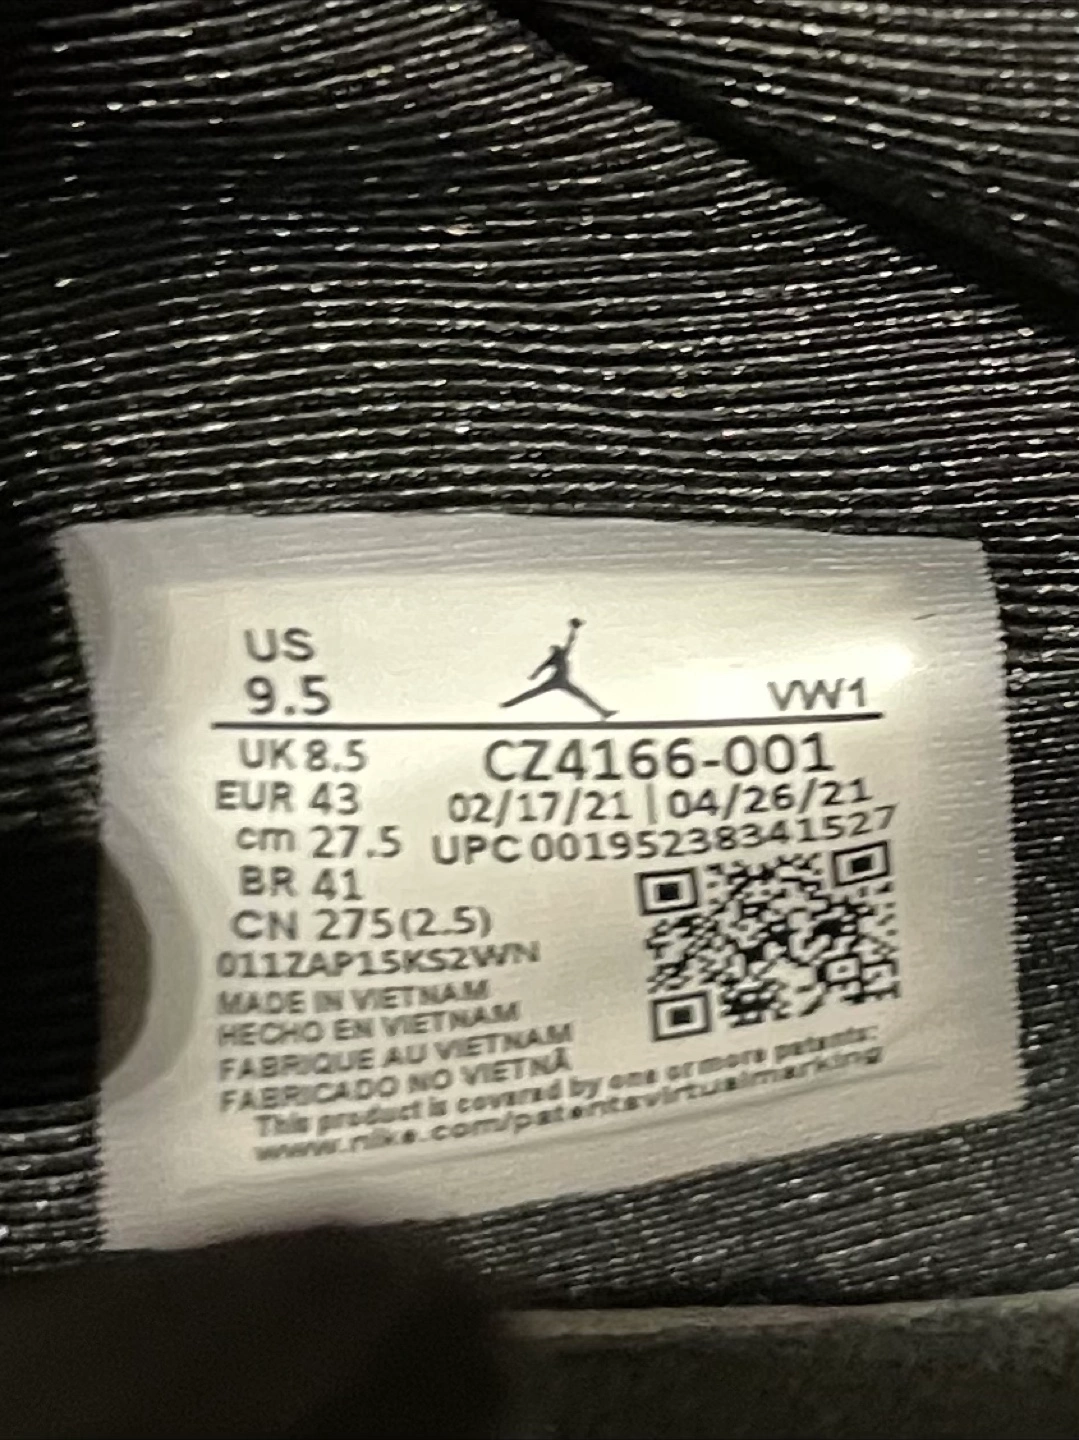 US
9.5
VW1
UK 8.5
CZ4166-001
EUR 43
02/17/21 | 04/26/21
cm 27.5
UPC 00195238341527
BR 41
CN 275(2.5)
011ZAP15KS2WN
MADE IN VIETNAM
HECHO EN VIETNAM
FABRIQUE AU VIETNAM
FABRICADO NO VIETNÃ
This product is covered by one or more patents:
www.nike.com/patentsvirtualmarking